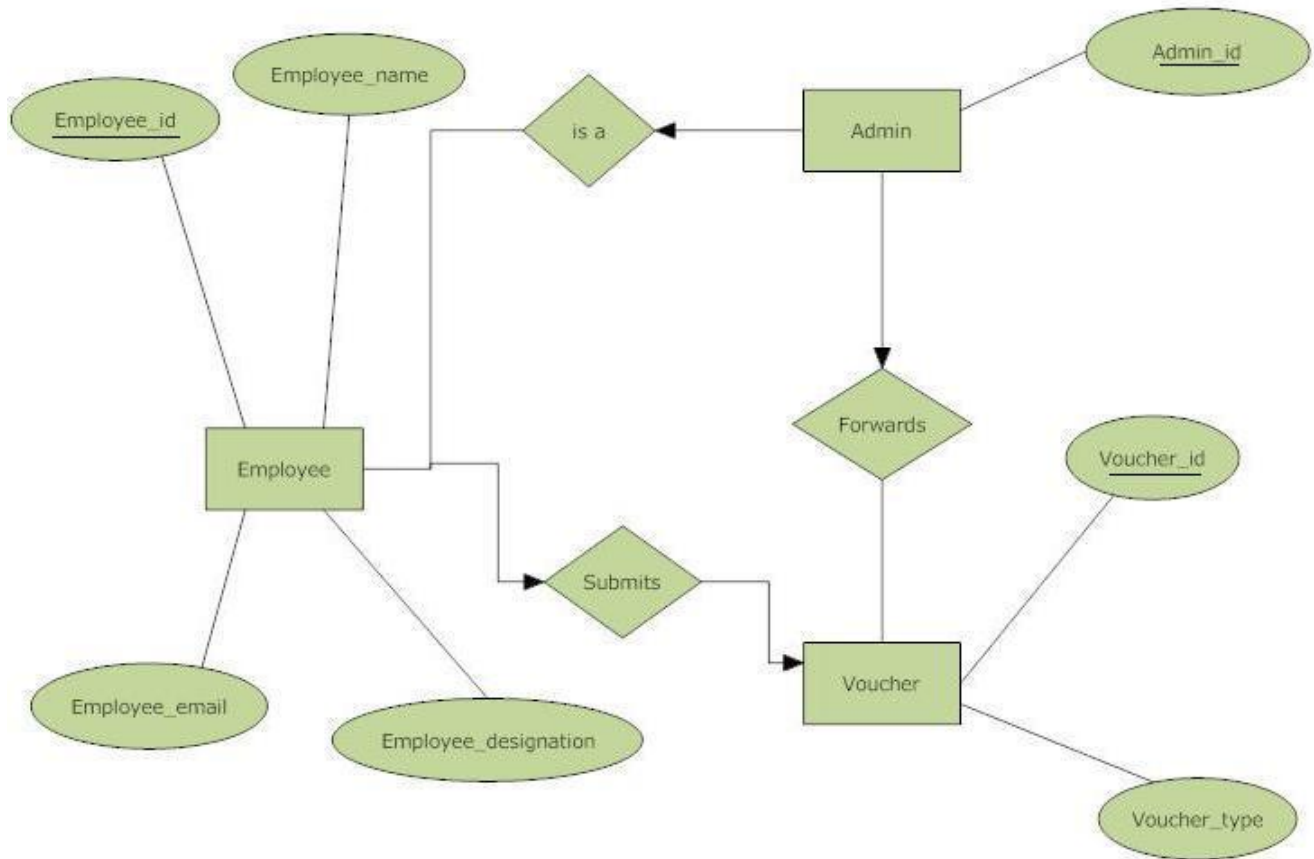 Employee_name
Admin_id
Employee_id
is a
Admin
Forwards
Voucher_id
Employee
Submits
Voucher
Employee_email
Employee_designation
Voucher_type